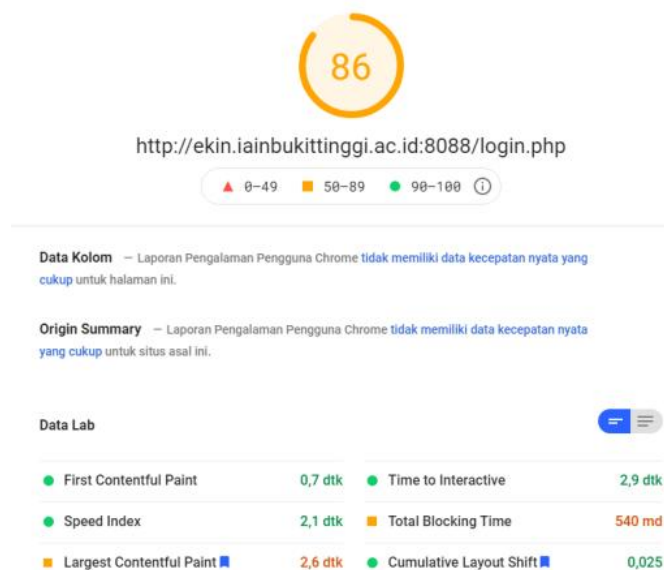 86
http://ekin.iainbukittinggi.ac.id:8088/login.php
0-49 50-89 90-100
Data Kolom — Laporan Pengalaman Pengguna Chrome tidak memiliki data kecepatan nyata yang
cukup untuk halaman ini.
Origin Summary — Laporan Pengalaman Pengguna Chrome tidak memiliki data kecepatan nyata
yang cukup untuk situs asal ini.
Data Lab
First Contentful Paint 0,7 dtk Time to Interactive 2,9 dtk
Speed Index 2,1 dtk Total Blocking Time 540 md
Largest Contentful Paint 2,6 dtk Cumulative Layout Shift 0,025